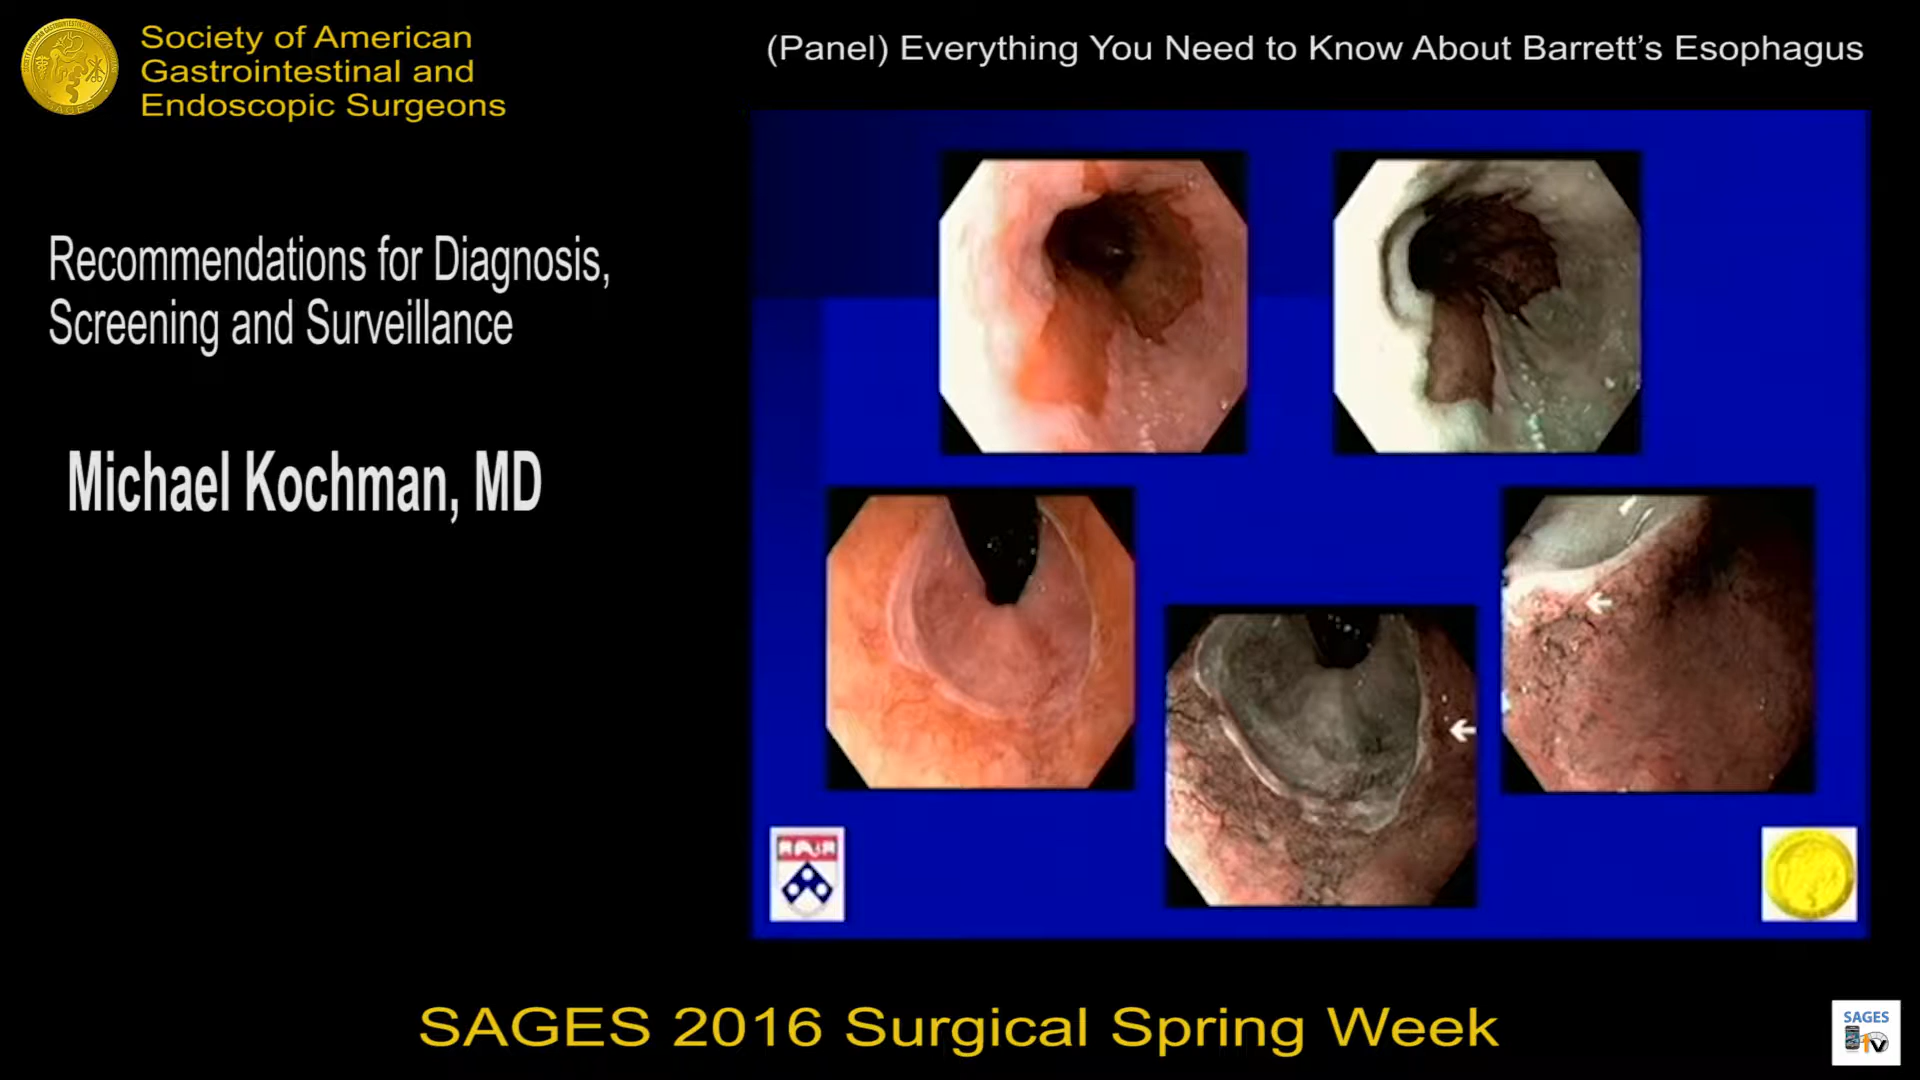 Society of American
Gastrointestinal and
Endoscopic Surgeons
(Panel) Everything You Need to Know About Barrett's Esophagus
Recommendations for Diagnosis,
Screening and Surveillance
Michael Kochman, MD
SAGES 2016 Surgical Spring Week
SAGES
TV